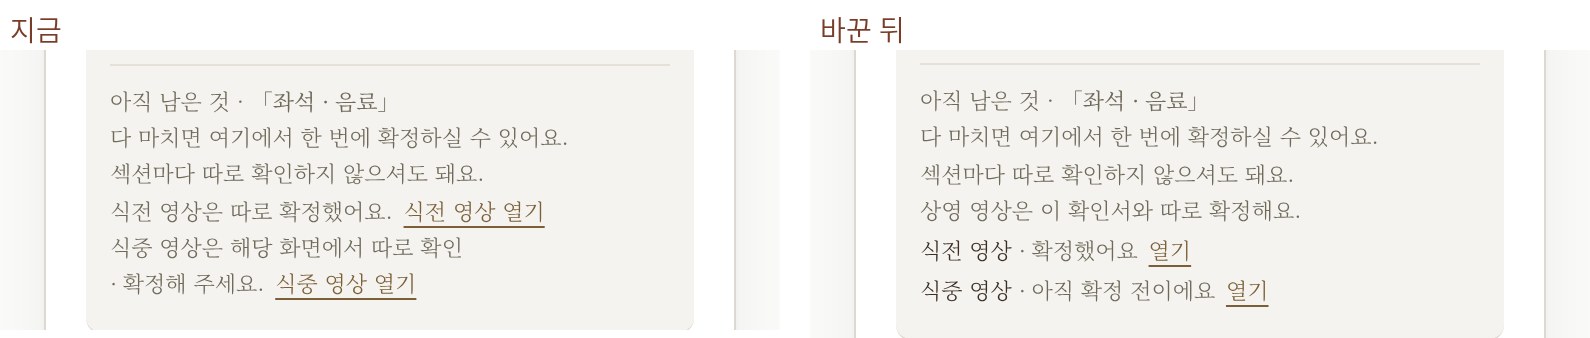 지금
아직 남은 것 · 「좌석 · 음료」
다 마치면 여기에서 한 번에 확정하실 수 있어요.
섹션마다 따로 확인하지 않으셔도 돼요.
식전 영상은 따로 확정했어요. 식전 영상 열기
식중 영상은 해당 화면에서 따로 확인
· 확정해 주세요. 식중 영상 열기
바꾼 뒤
아직 남은 것 · 「좌석 · 음료」
다 마치면 여기에서 한 번에 확정하실 수 있어요.
섹션마다 따로 확인하지 않으셔도 돼요.
상영 영상은 이 확인서와 따로 확정해요.
식전 영상 · 확정했어요 열기
식중 영상 · 아직 확정 전이에요 열기